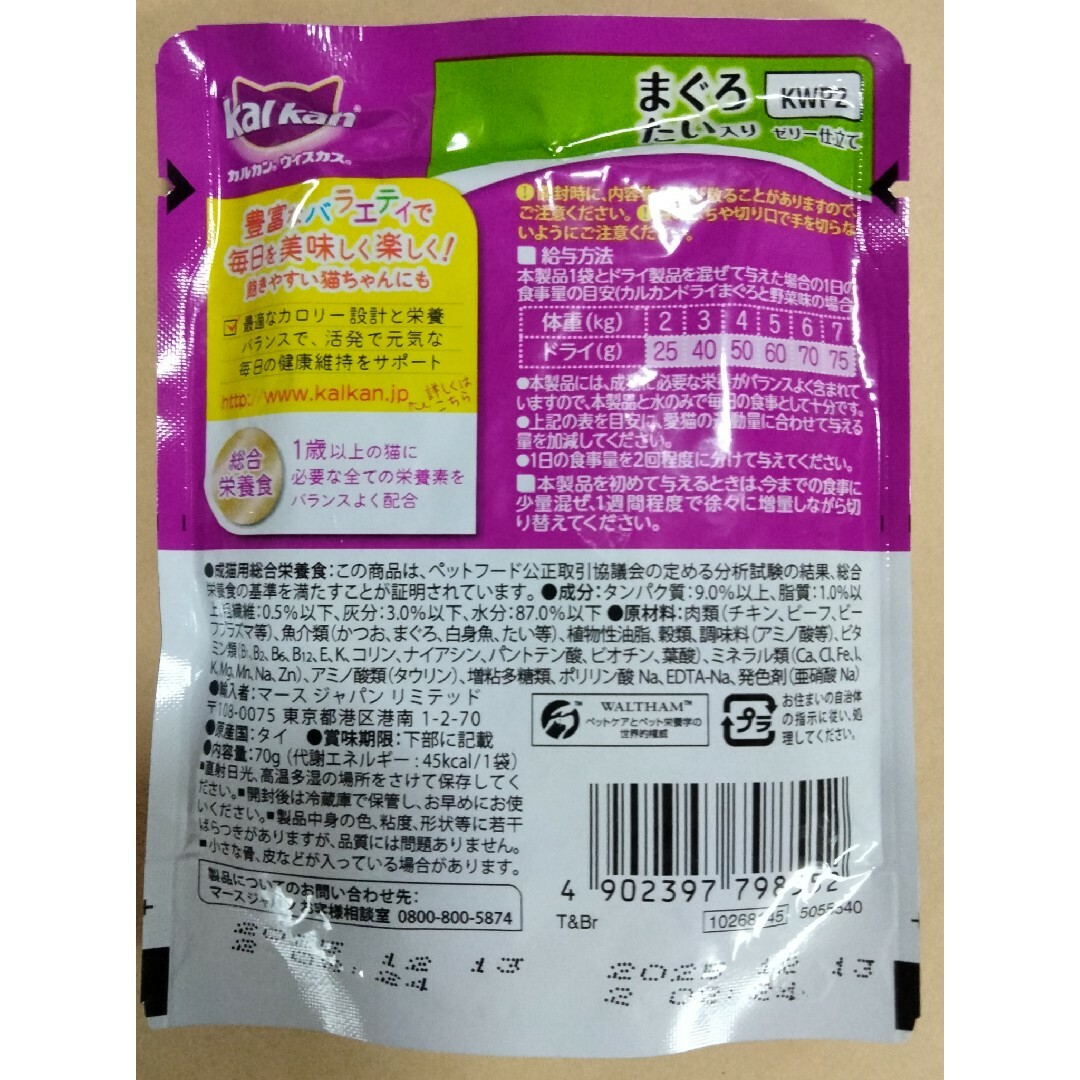 kal kan
カルカン® ウイスカス®
まぐろ
たい入り
KWP2
ゼリー仕立て
豊富なバラエティで
毎日を美味しく楽しく!
飽きやすい猫ちゃんにも
最適なカロリー設計と栄養
バランスで、活発で元気な
毎日の健康維持をサポート
http://www.kalkan.jp
詳しくは
こちら
総合
栄養食
1歳以上の猫に
必要な全ての栄養素を
バランスよく配合
封時に、内容物 ることがありますので、
ご注意ください。 や切り口で手を切らな
いようにご注意ください。
■給与方法
本製品1袋とドライ製品を混ぜて与えた場合の1日の
食事量の目安(カルカンドライまぐろと野菜味の場合
体重(kg) 2 3 4 5 6 7
ドライ(g) 25 40 50 60 70 75
●本製品には、成猫に必要な栄養がバランスよく含まれて
いますので、本製品と水のみで毎日の食事として十分です。
●上記の表を目安に、愛猫の活動量に合わせて与える
量を加減してください。
●1日の食事量を2回程度に分けて与えてください。
■本製品を初めて与えるときは、今までの食事に
少量混ぜ、1週間程度で徐々に増量しながら切
り替えてください。
●成猫用総合栄養食:この商品は、ペットフード公正取引協議会の定める分析試験の結果、総合
栄養食の基準を満たすことが証明されています。●成分:タンパク質:9.0%以上、脂質:1.0%以
上、粗繊維:0.5%以下、灰分:3.0%以下、水分:87.0%以下 ●原材料:肉類(チキン、ビーフ、ビー
フプラズマ等)、魚介類(かつお、まぐろ、白身魚、たい等)、植物性油脂、穀類、調味料(アミノ酸等)、ビタ
ミン類(B1、B2、B6、B12、E、K、コリン、ナイアシン、パントテン酸、ビオチン、葉酸)、ミネラル類(Ca,Cl,Fe,I,
K,Mg,Mn,Na,Zn)、アミノ酸類(タウリン)、増粘多糖類、ポリリン酸Na、EDTA-Na、発色剤(亜硝酸Na)
●輸入者:マース ジャパン リミテッド
〒108-0075 東京都港区港南 1-2-70
●原産国:タイ ●賞味期限:下部に記載
●内容量:70g (代謝エネルギー:45kcal/1袋)
■直射日光、高温多湿の場所をさけて保存してく
ださい。■開封後は冷蔵庫で保管し、お早めにお使
いください。■製品中身の色、粘度、形状等に若干
ばらつきがありますが、品質には問題ありません。
■小さな骨、皮などが入っている場合があります。
WALTHAM™
ペットケアとペット栄養学の
世界的権威
プラ
お住まいの自治体
の指示に従い、処
理してください。
製品についてのお問い合わせ先:
マースジャパン お客様相談室 0800-800-5874
4 902397
T&Br
12 13
24
13